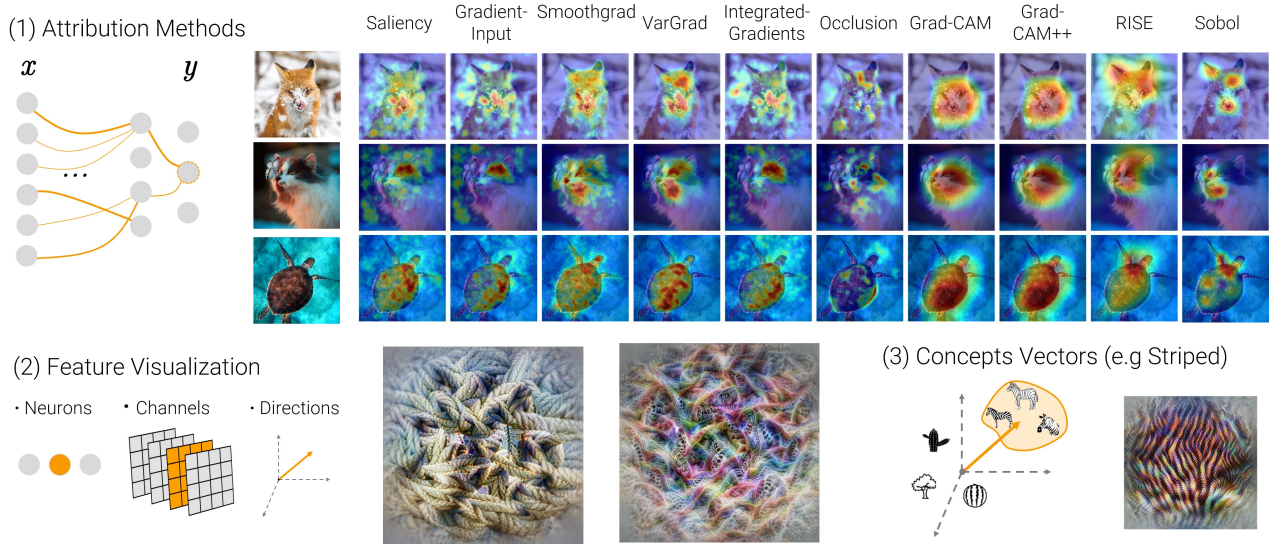 (1) Attribution Methods
x
y
...
Saliency
Gradient-
Input
Smoothgrad
VarGrad
Integrated-
Gradients
Occlusion
Grad-CAM
Grad-
CAM++
RISE
Sobol
(2) Feature Visualization
· Neurons
· Channels
· Directions
(3) Concepts Vectors (e.g Striped)